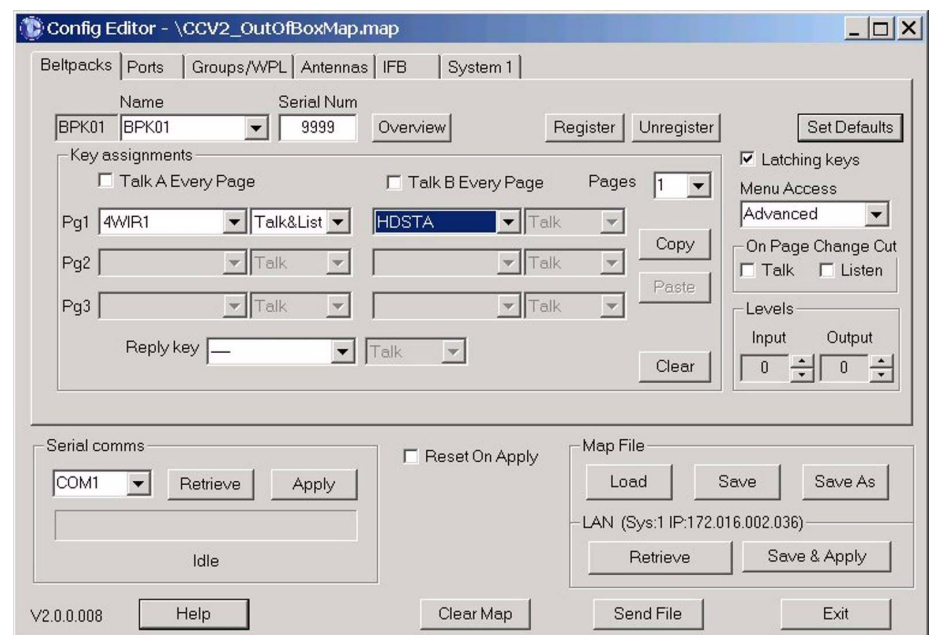 Config Editor - \CCV2_OutOfBoxMap.map
Beltpacks Ports Groups/WPL Antennas IFB System 1
Name Serial Num
BPK01 BPK01 9999 Overview Register Unregister Set Defaults
Key assignments
Latching keys
Talk A Every Page Talk B Every Page Pages 1
Menu Access
Pg1 4WIR1 Talk&List HDSTA Talk
Advanced
Copy
On Page Change Cut
Pg2 Talk Talk
Talk Listen
Paste
Pg3 Talk Talk
Levels
Input Output
Reply key — Talk
Clear
0 0
Serial comms
Reset On Apply
Map File
COM1 Retrieve Apply
Load Save Save As
LAN (Sys:1 IP:172.016.002.036)
Idle
Retrieve Save & Apply
V2.0.0.008 Help Clear Map Send File Exit